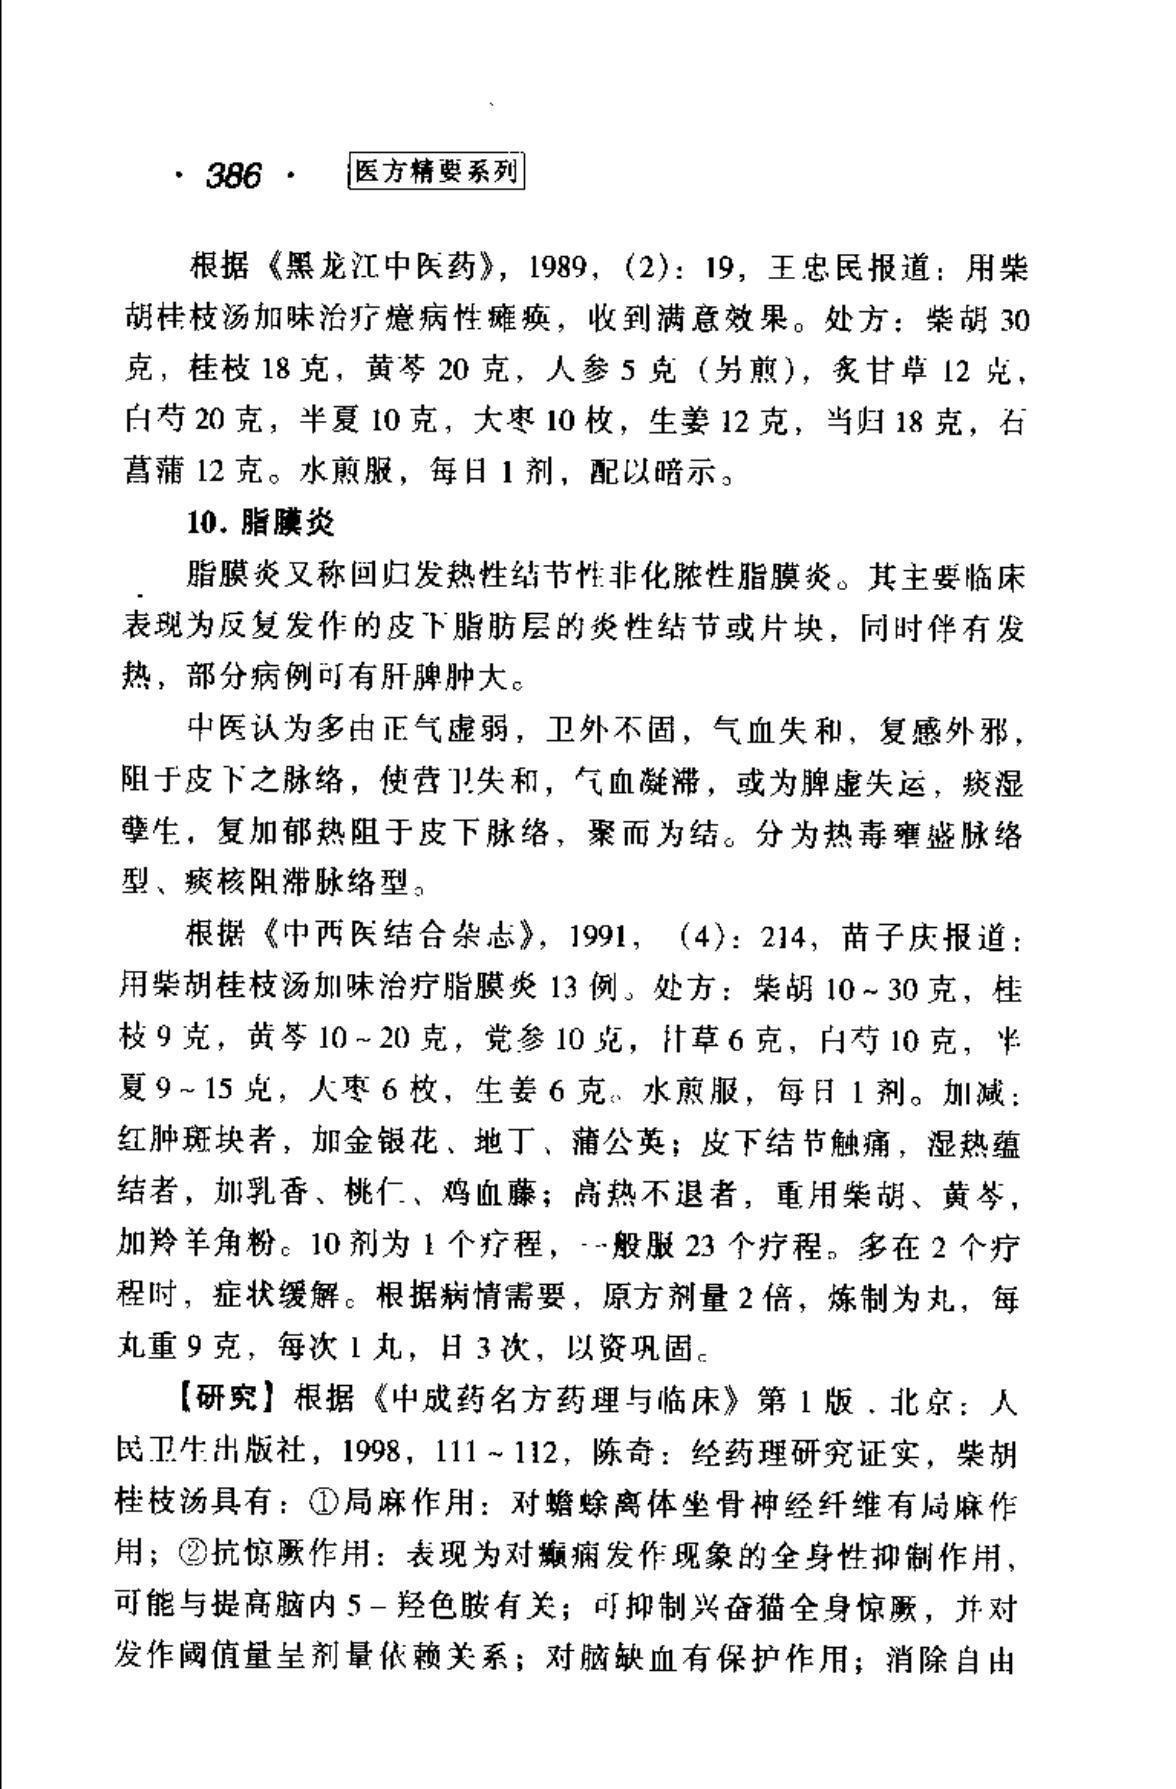 · 386 · 医方精要系列
根据《黑龙江中医药》，1989，（2）：19，王忠民报道：用柴
胡桂枝汤加味治疗癔病性瘫痪，收到满意效果。处方：柴胡 30
克，桂枝 18 克，黄芩 20 克，人参 5 克（另煎），炙甘草 12 克，
白芍 20 克，半夏 10 克，大枣 10 枚，生姜 12 克，当归 18 克，石
菖蒲 12 克。水煎服，每日 1 剂，配以暗示。
10．脂膜炎
脂膜炎又称回归发热性结节性非化脓性脂膜炎。其主要临床
表现为反复发作的皮下脂肪层的炎性结节或片块，同时伴有发
热，部分病例可有肝脾肿大。
中医认为多由正气虚弱，卫外不固，气血失和，复感外邪，
阻于皮下之脉络，使营卫失和，气血凝滞，或为脾虚失运，痰湿
孽生，复加郁热阻于皮下脉络，聚而为结。分为热毒壅盛脉络
型、痰核阻滞脉络型。
根据《中西医结合杂志》，1991，（4）：214，苗子庆报道：
用柴胡桂枝汤加味治疗脂膜炎 13 例。处方：柴胡 10～30 克，桂
枝 9 克，黄芩 10～20 克，党参 10 克，甘草 6 克，白芍 10 克，半
夏 9～15 克，大枣 6 枚，生姜 6 克。水煎服，每日 1 剂。加减：
红肿斑块者，加金银花、地丁、蒲公英；皮下结节触痛，湿热蕴
结者，加乳香、桃仁、鸡血藤；高热不退者，重用柴胡、黄芩，
加羚羊角粉。10 剂为 1 个疗程，一般服 23 个疗程。多在 2 个疗
程时，症状缓解。根据病情需要，原方剂量 2 倍，炼制为丸，每
丸重 9 克，每次 1 丸，日 3 次，以资巩固。
【研究】根据《中成药名方药理与临床》第 1 版．北京：人
民卫生出版社，1998，111～112，陈奇：经药理研究证实，柴胡
桂枝汤具有：①局麻作用：对蟾蜍离体坐骨神经纤维有局麻作
用；②抗惊厥作用：表现为对癫痫发作现象的全身性抑制作用，
可能与提高脑内 5－羟色胺有关；可抑制兴奋猫全身惊厥，并对
发作阈值量呈剂量依赖关系；对脑缺血有保护作用；消除自由